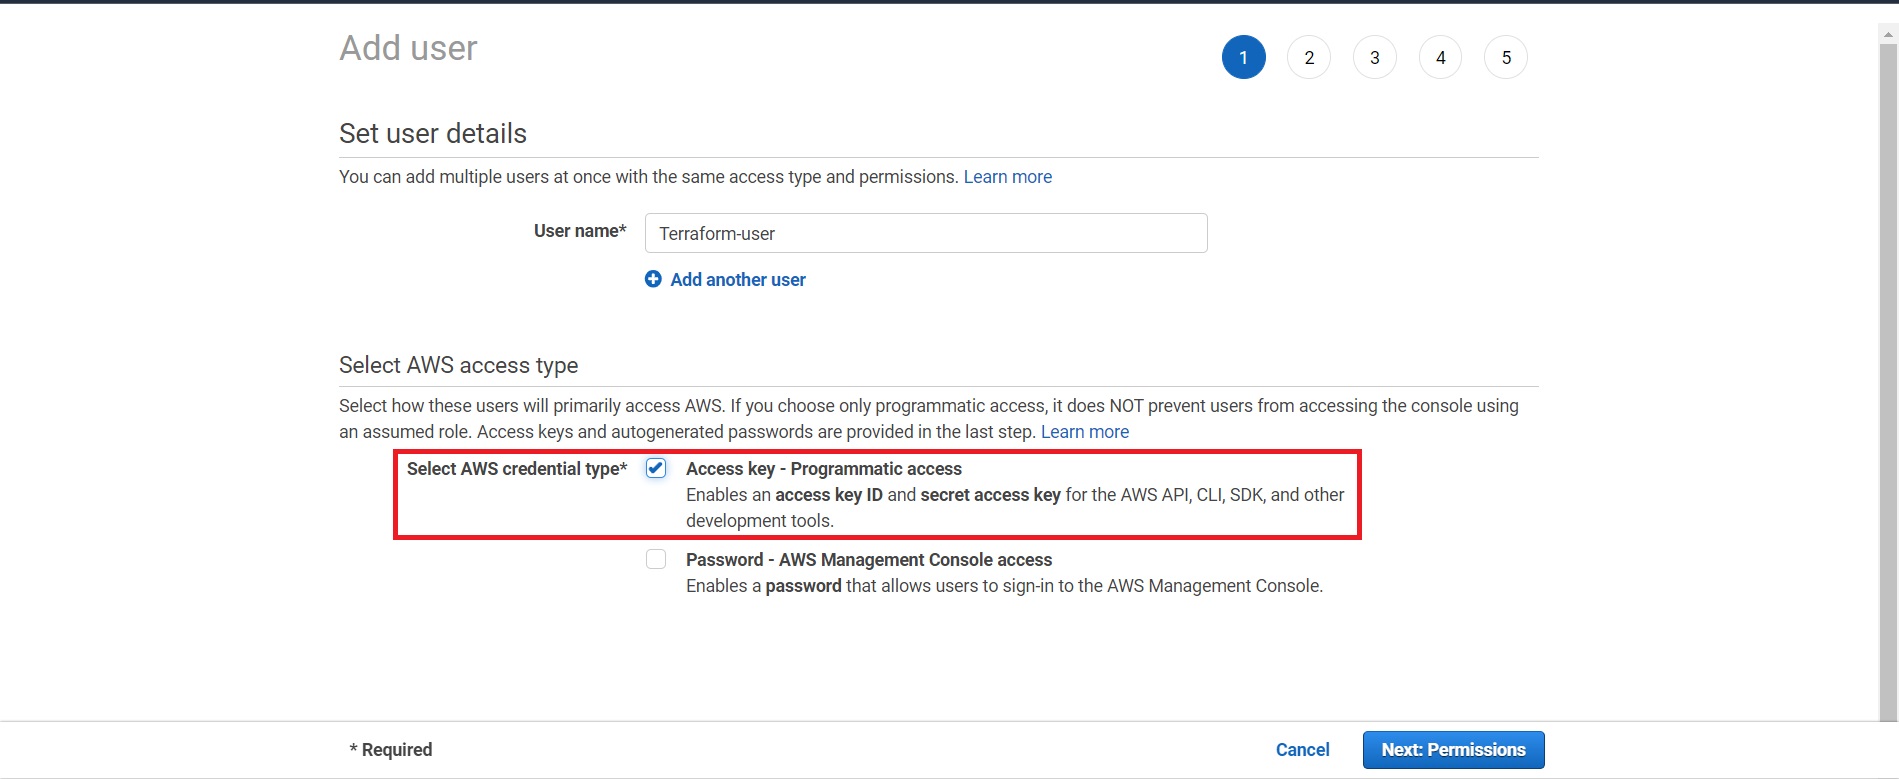 Add user
1 2 3 4 5
Set user details
You can add multiple users at once with the same access type and permissions. Learn more
User name* Terraform-user
Add another user
Select AWS access type
Select how these users will primarily access AWS. If you choose only programmatic access, it does NOT prevent users from accessing the console using
an assumed role. Access keys and autogenerated passwords are provided in the last step. Learn more
Select AWS credential type* Access key - Programmatic access
Enables an access key ID and secret access key for the AWS API, CLI, SDK, and other
development tools.
Password - AWS Management Console access
Enables a password that allows users to sign-in to the AWS Management Console.
* Required Cancel Next: Permissions